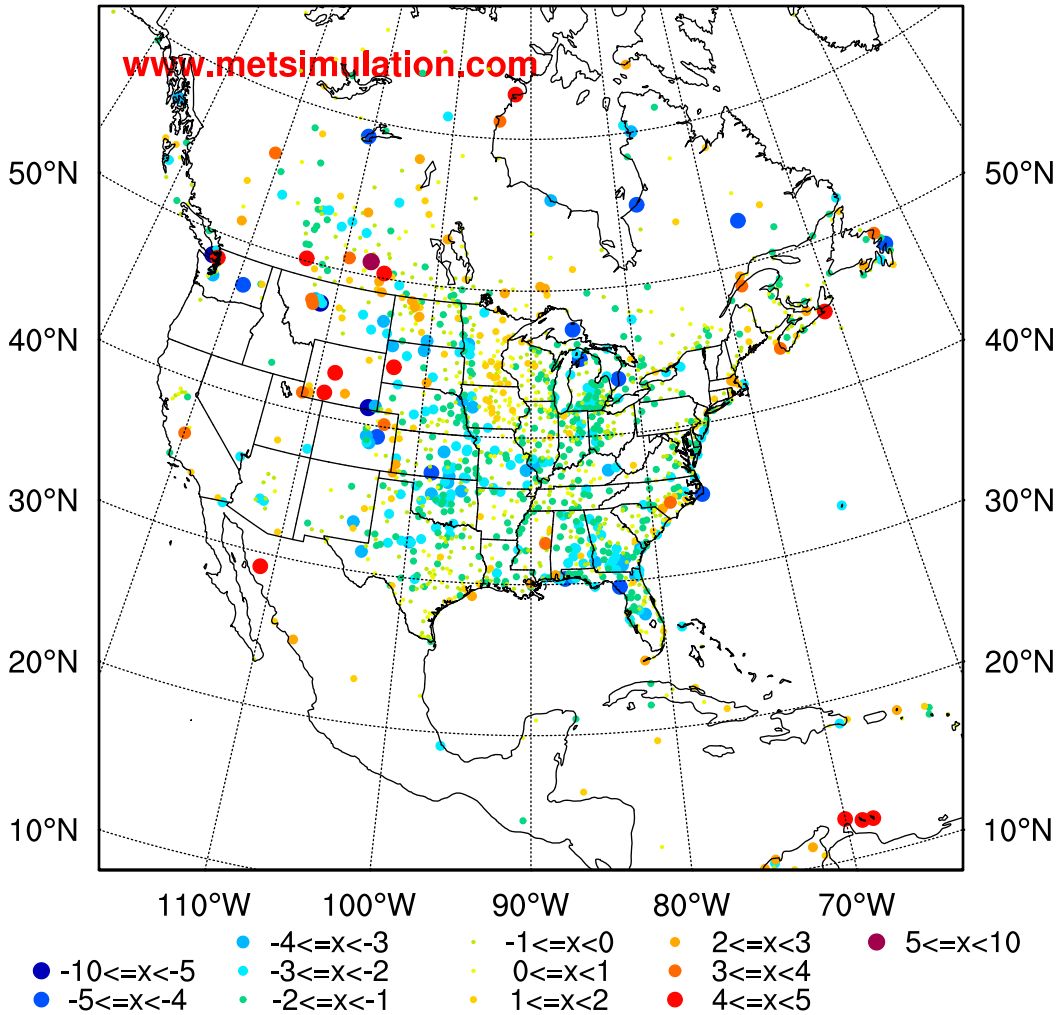 www.metsimulation.com
50°N 50°N
40°N 40°N
30°N 30°N
20°N 20°N
10°N 10°N
110°W 100°W 90°W 80°W 70°W
-4<=x<-3 -1<=x<0 2<=x<3 5<=x<10
-10<=x<-5 -3<=x<-2 0<=x<1 3<=x<4
-5<=x<-4 -2<=x<-1 1<=x<2 4<=x<5